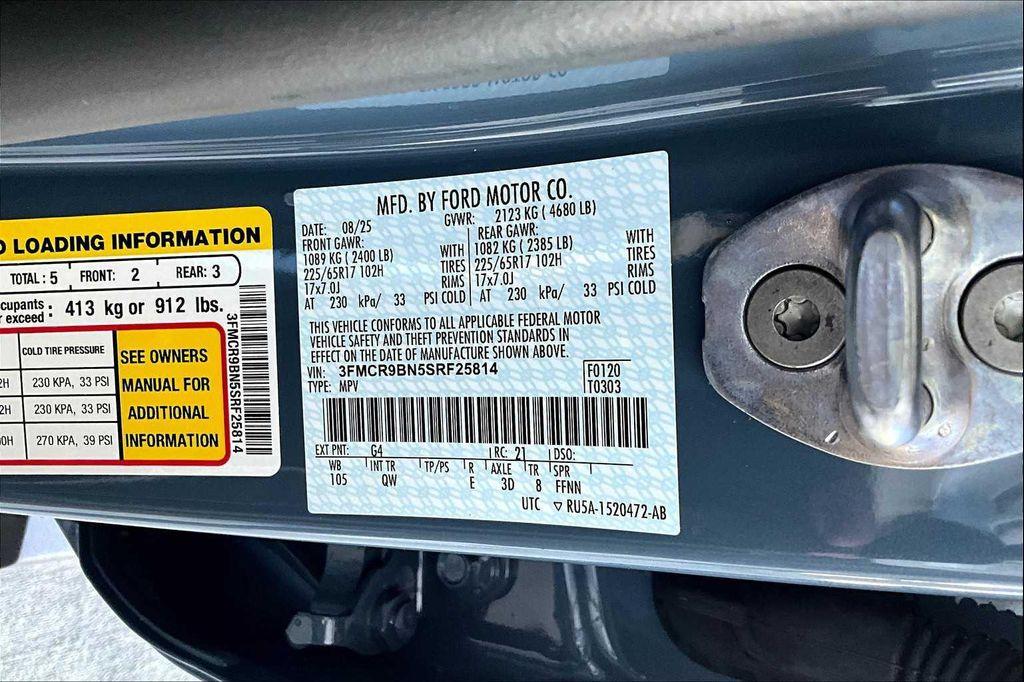 LOADING INFORMATION
TOTAL: 5 FRONT: 2 REAR: 3
413 kg or 912 lbs.
exceed:
COLD TIRE PRESSURE
230 KPA, 33 PSI
230 KPA, 33 PSI
270 KPA, 39 PSI
SEE OWNERS
MANUAL FOR
ADDITIONAL
INFORMATION
3FMCR9BN5SRF25814
MFD. BY FORD MOTOR CO.
DATE: 08/25 GVWR: 2123 KG ( 4680 LB)
FRONT GAWR: REAR GAWR:
1089 KG ( 2400 LB) WITH 1082 KG ( 2385 LB) WITH
225/65R17 102H TIRES 225/65R17 102H TIRES
17x7.0J RIMS 17x7.0J RIMS
AT 230 kPa/ 33 PSI COLD AT 230 kPa/ 33 PSI COLD
THIS VEHICLE CONFORMS TO ALL APPLICABLE FEDERAL MOTOR
VEHICLE SAFETY AND THEFT PREVENTION STANDARDS IN
EFFECT ON THE DATE OF MANUFACTURE SHOWN ABOVE.
VIN: 3FMCR9BN5SRF25814 F0120
TYPE: MPV T0303
EXT PNT: G4 RC: 21 DSO:
WB INT TR TP/PS R AXLE TR SPR
105 QW E 3D 8 FFNN
UTC ▽ RU5A-1520472-AB